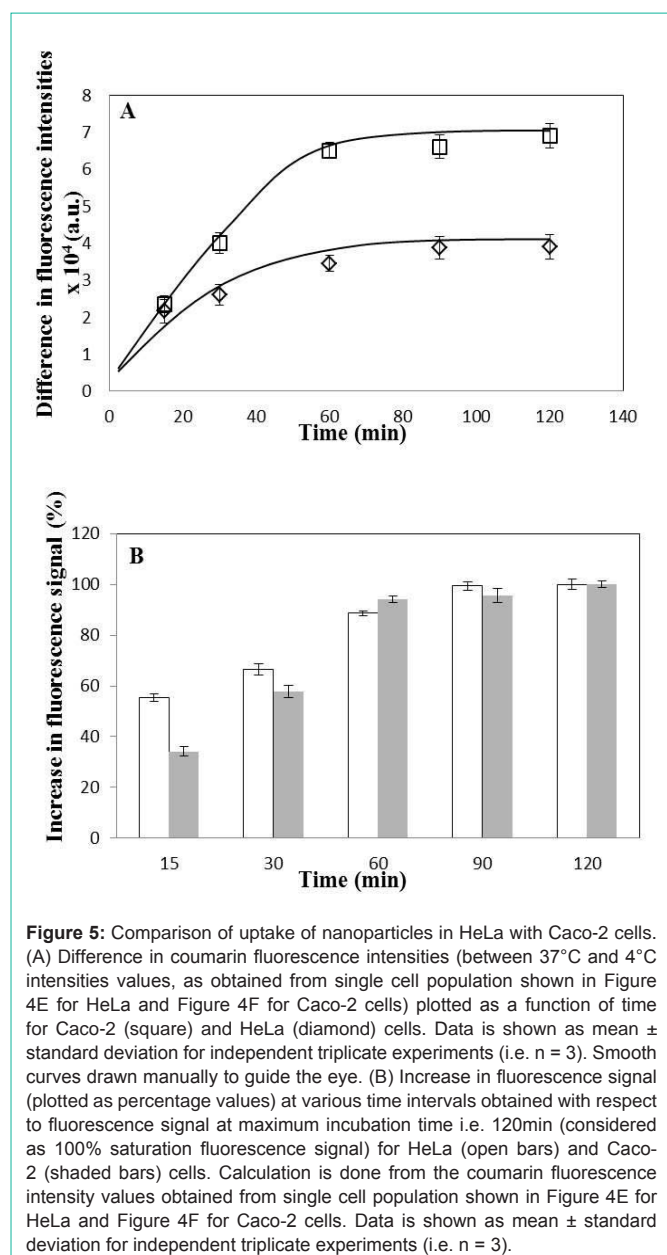 A
Difference in fluorescence intensities
x 10⁴ (a.u.)
8
7
6
5
4
3
2
1
0
0 20 40 60 80 100 120 140
Time (min)
B
Increase in fluorescence signal (%)
120
100
80
60
40
20
0
15 30 60 90 120
Time (min)
Figure 5: Comparison of uptake of nanoparticles in HeLa with Caco-2 cells.
(A) Difference in coumarin fluorescence intensities (between 37°C and 4°C
intensities values, as obtained from single cell population shown in Figure
4E for HeLa and Figure 4F for Caco-2 cells) plotted as a function of time
for Caco-2 (square) and HeLa (diamond) cells. Data is shown as mean ±
standard deviation for independent triplicate experiments (i.e. n = 3). Smooth
curves drawn manually to guide the eye. (B) Increase in fluorescence signal
(plotted as percentage values) at various time intervals obtained with respect
to fluorescence signal at maximum incubation time i.e. 120min (considered
as 100% saturation fluorescence signal) for HeLa (open bars) and Caco-
2 (shaded bars) cells. Calculation is done from the coumarin fluorescence
intensity values obtained from single cell population shown in Figure 4E for
HeLa and Figure 4F for Caco-2 cells. Data is shown as mean ± standard
deviation for independent triplicate experiments (i.e. n = 3).